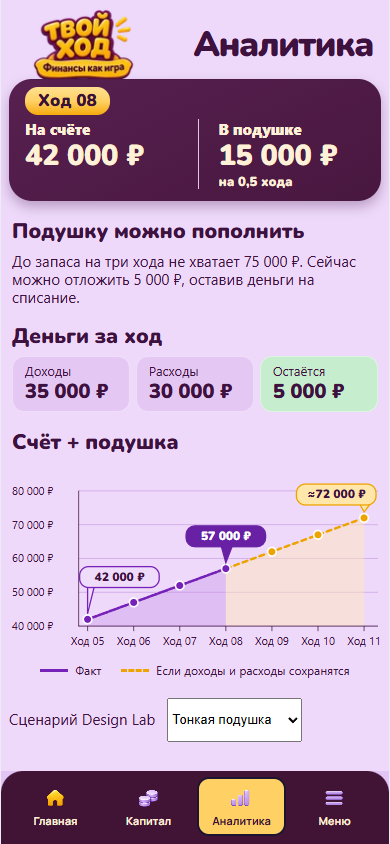 ТВОЙ ХОД
Финансы как игра
Аналитика
Ход 08
На счёте
42 000 ₽
В подушке
15 000 ₽
на 0,5 хода
Подушку можно пополнить
До запаса на три хода не хватает 75 000 ₽. Сейчас
можно отложить 5 000 ₽, оставив деньги на
списание.
Деньги за ход
Доходы
35 000 ₽
Расходы
30 000 ₽
Остаётся
5 000 ₽
Счёт + подушка
80 000 ₽
70 000 ₽
60 000 ₽
50 000 ₽
40 000 ₽
42 000 ₽
57 000 ₽
≈72 000 ₽
Ход 05
Ход 06
Ход 07
Ход 08
Ход 09
Ход 10
Ход 11
Факт
Если доходы и расходы сохранятся
Сценарий Design Lab
Тонкая подушка
Главная
Капитал
Аналитика
Меню